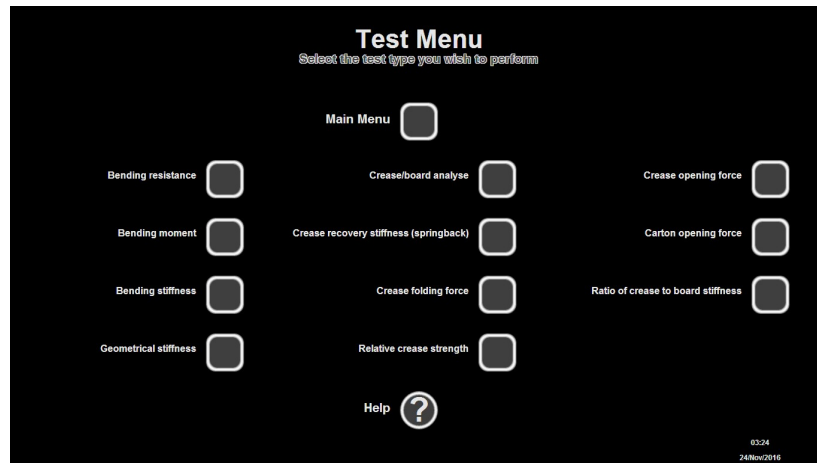 Test Menu
Select the test type you wish to perform
Main Menu
Bending resistance
Crease/board analyse
Crease opening force
Bending moment
Crease recovery stiffness (springback)
Carton opening force
Bending stiffness
Crease folding force
Ratio of crease to board stiffness
Geometrical stiffness
Relative crease strength
Help ?
03:24
24/Nov/2016